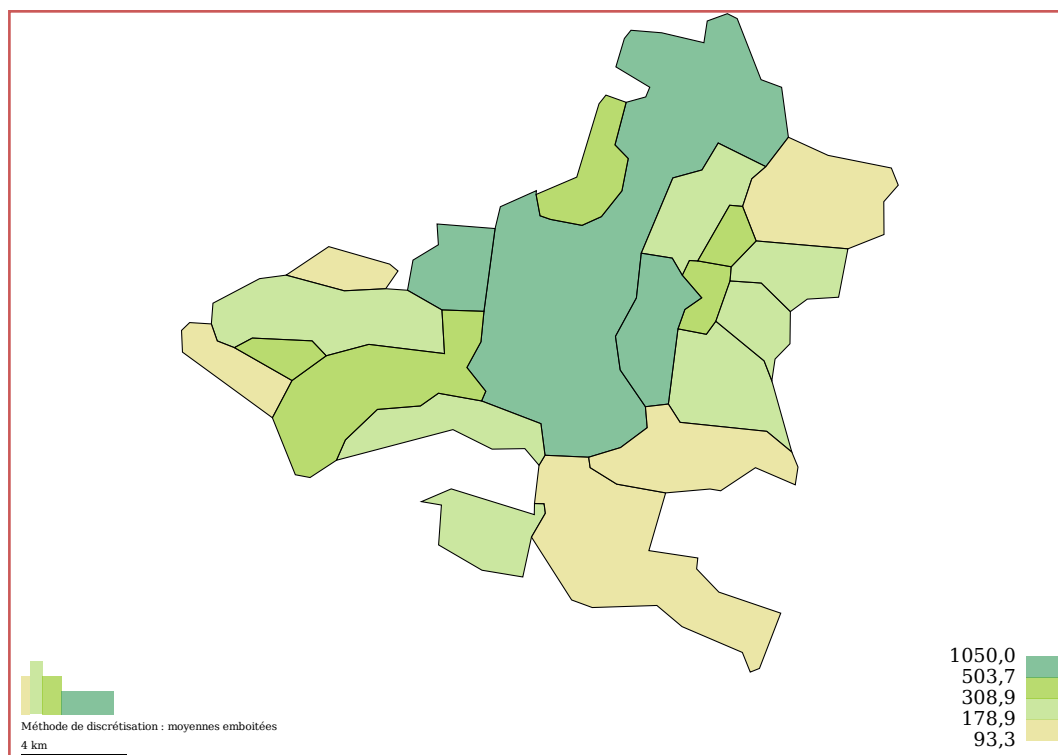 1050,0
503,7
308,9
178,9
93,3
Méthode de discrétisation : moyennes emboitées
4 km